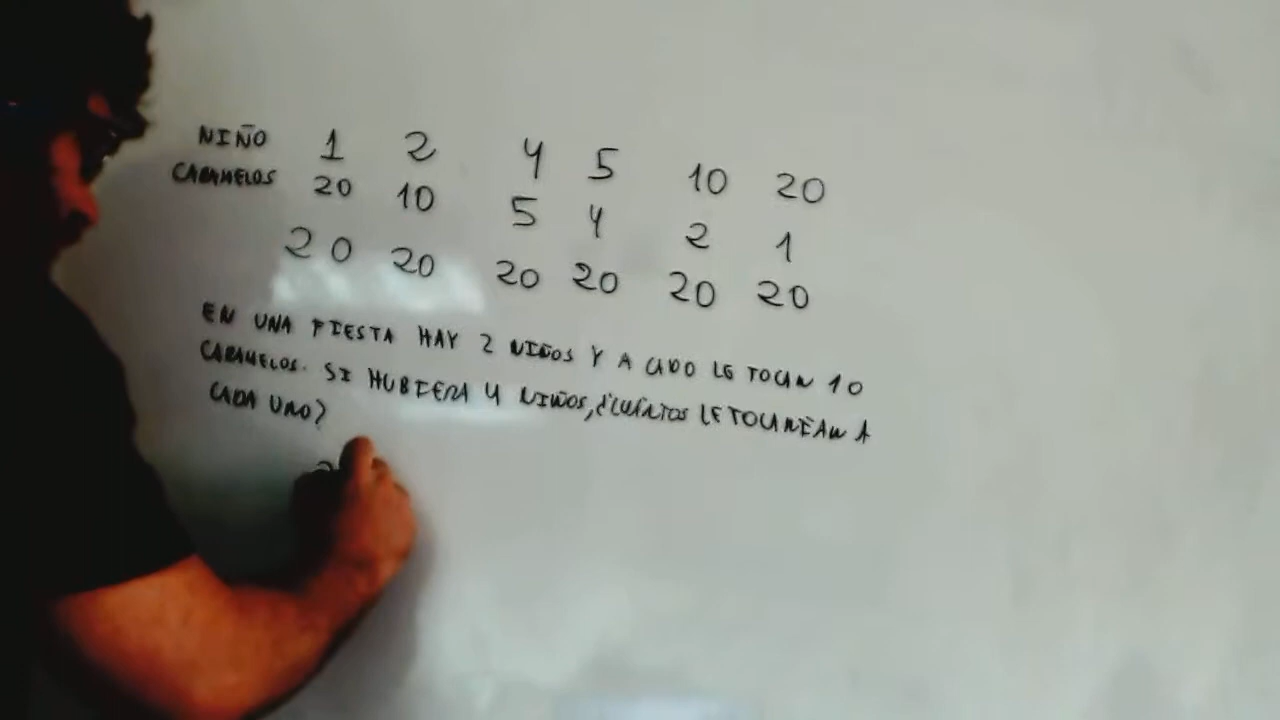 NIÑO 1 2 4 5 10 20
CARAMELOS 20 10 5 4 2 1
20 20 20 20 20 20
EN UNA FIESTA HAY 2 NIÑOS Y A CADO LE TOCAN 10
CARAMELOS. SI HUBIERA 4 NIÑOS, ¿CUÁNTOS LE TOCARÍAN A
CADA UNO?